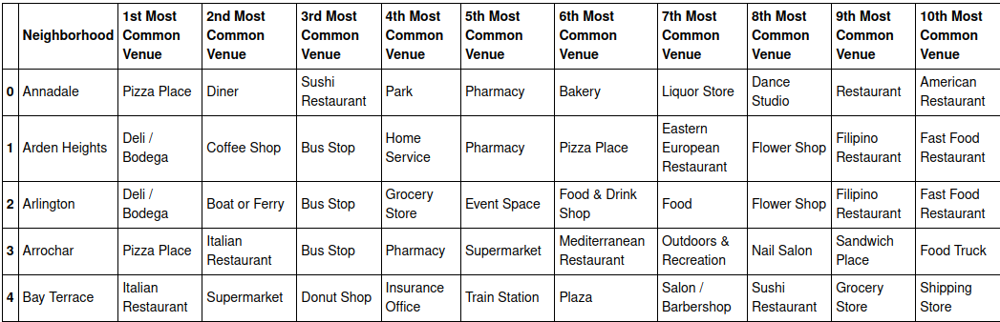 Neighborhood 1st Most Common Venue 2nd Most Common Venue 3rd Most Common Venue 4th Most Common Venue 5th Most Common Venue 6th Most Common Venue 7th Most Common Venue 8th Most Common Venue 9th Most Common Venue 10th Most Common Venue
0 Annadale Pizza Place Diner Sushi Restaurant Park Pharmacy Bakery Liquor Store Dance Studio Restaurant American Restaurant
1 Arden Heights Deli / Bodega Coffee Shop Bus Stop Home Service Pharmacy Pizza Place Eastern European Restaurant Flower Shop Filipino Restaurant Fast Food Restaurant
2 Arlington Deli / Bodega Boat or Ferry Bus Stop Grocery Store Event Space Food & Drink Shop Food Flower Shop Filipino Restaurant Fast Food Restaurant
3 Arrochar Pizza Place Italian Restaurant Bus Stop Pharmacy Supermarket Mediterranean Restaurant Outdoors & Recreation Nail Salon Sandwich Place Food Truck
4 Bay Terrace Italian Restaurant Supermarket Donut Shop Insurance Office Train Station Plaza Salon / Barbershop Sushi Restaurant Grocery Store Shipping Store